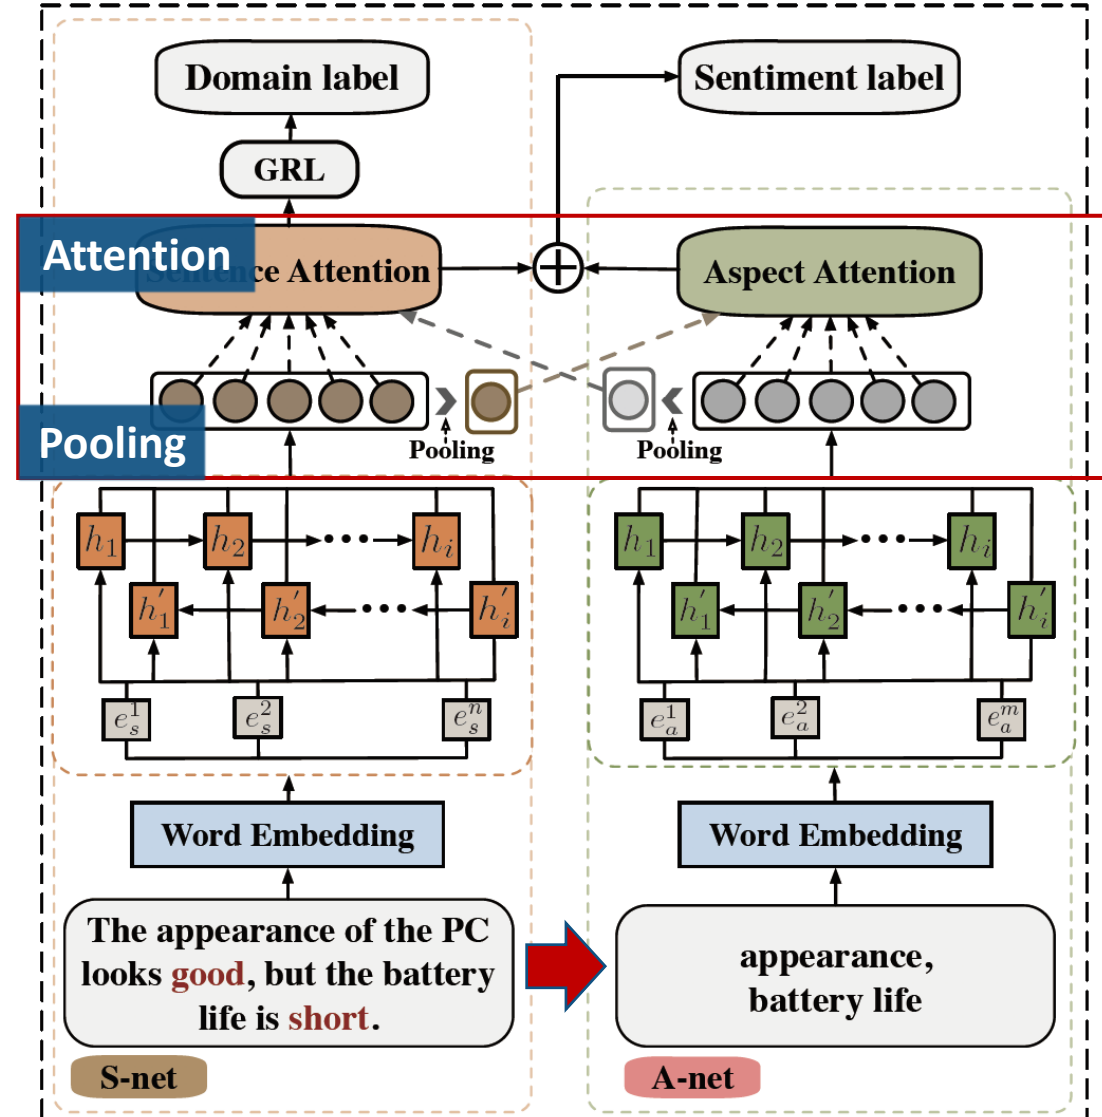 Domain label
Sentiment label
GRL
Attention
Sentence Attention
Aspect Attention
Pooling
Pooling
Pooling
h₁ h₂ ••• hᵢ
h′₁ h′₂ ••• h′ᵢ
h₁ h₂ ••• hᵢ
h′₁ h′₂ ••• h′ᵢ
e¹ₛ e²ₛ eⁿₛ
e¹ₐ e²ₐ eᵐₐ
Word Embedding
Word Embedding
The appearance of the PC
looks good, but the battery
life is short.
appearance,
battery life
S-net
A-net